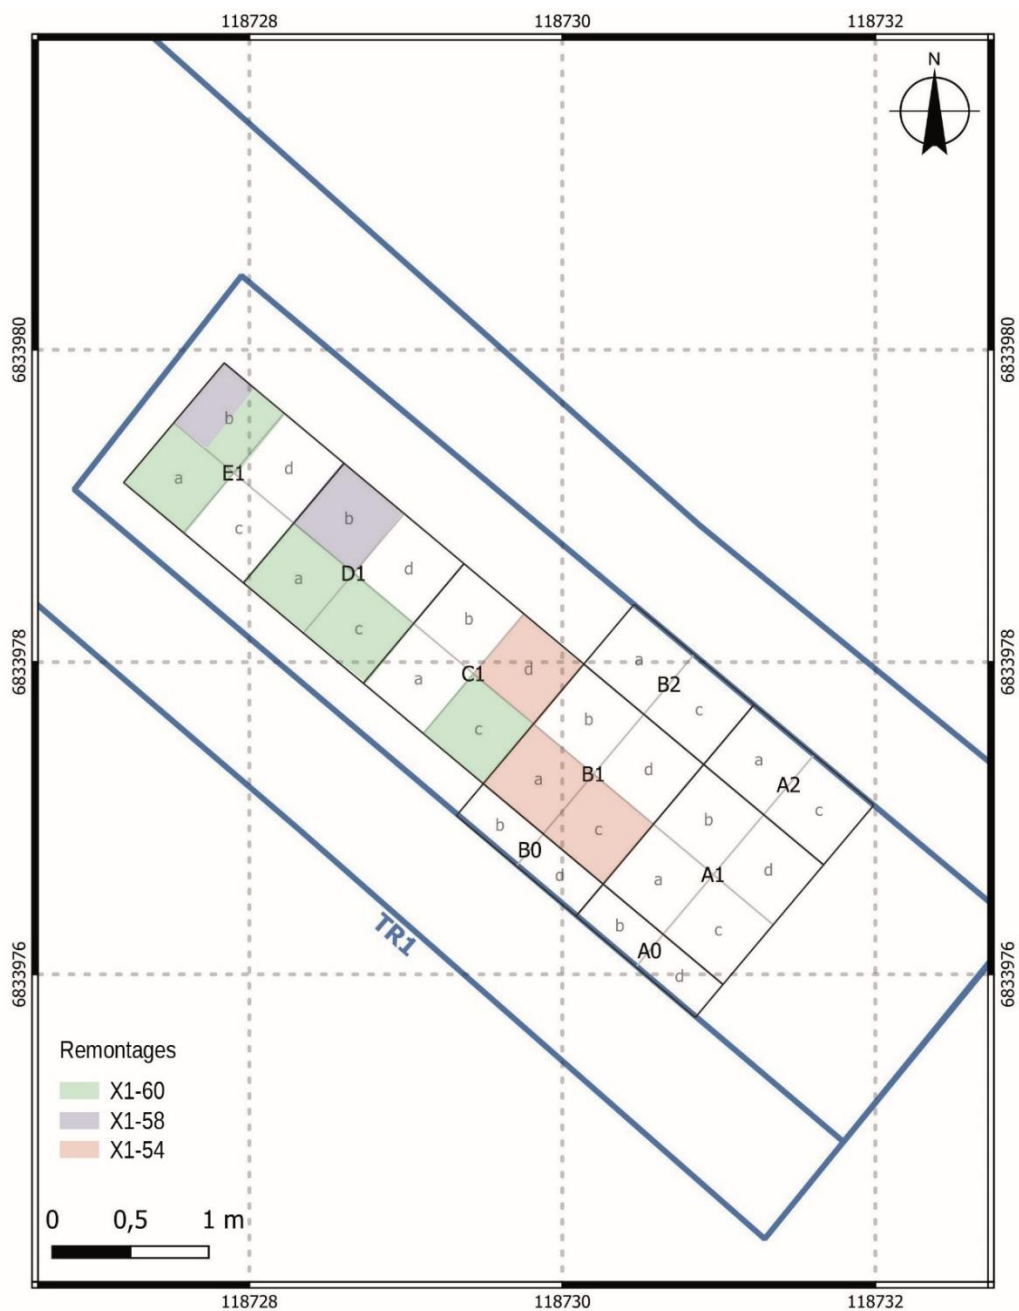 118728 118730 118732
N
6833980 6833980
b
E1
d
a
b
c
D1
d
a
b
c
C1
d
a
a
B2
c
b
c
a
B1
d
a
A2
c
b
B0
c
b
d
d
a
A1
b
A0
c
d
6833978 6833978
TR1
6833976 6833976
Remontages
X1-60
X1-58
X1-54
0 0,5 1 m
118728 118730 118732